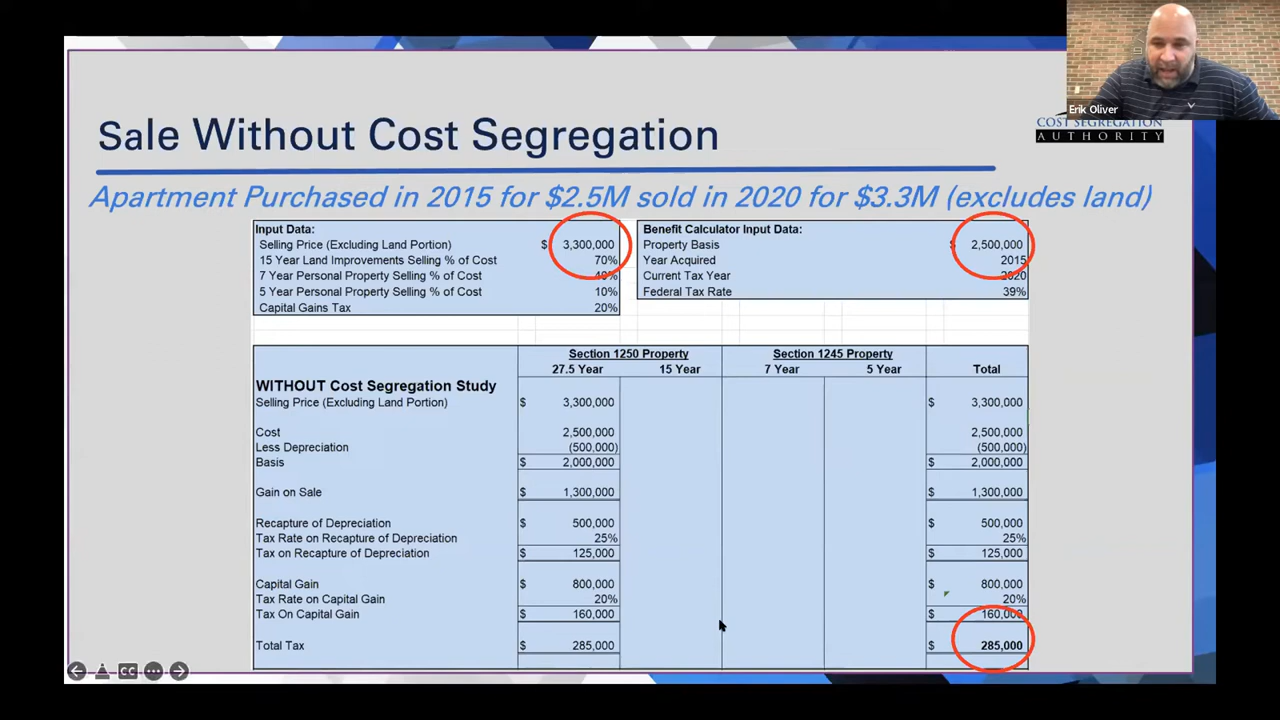 Erik Oliver
COST SEGREGATION
AUTHORITY
Sale Without Cost Segregation
Apartment Purchased in 2015 for $2.5M sold in 2020 for $3.3M (excludes land)
Input Data:
Selling Price (Excluding Land Portion) $ 3,300,000
15 Year Land Improvements Selling % of Cost 70%
7 Year Personal Property Selling % of Cost 40%
5 Year Personal Property Selling % of Cost 10%
Capital Gains Tax 20%
Benefit Calculator Input Data:
Property Basis $ 2,500,000
Year Acquired 2015
Current Tax Year 2020
Federal Tax Rate 39%
Section 1250 Property Section 1245 Property
27.5 Year 15 Year 7 Year 5 Year Total
WITHOUT Cost Segregation Study
Selling Price (Excluding Land Portion) $ 3,300,000 $ 3,300,000
Cost 2,500,000 2,500,000
Less Depreciation (500,000) (500,000)
Basis $ 2,000,000 $ 2,000,000
Gain on Sale $ 1,300,000 $ 1,300,000
Recapture of Depreciation $ 500,000 $ 500,000
Tax Rate on Recapture of Depreciation 25% 25%
Tax on Recapture of Depreciation $ 125,000 $ 125,000
Capital Gain $ 800,000 $ 800,000
Tax Rate on Capital Gain 20% 20%
Tax On Capital Gain $ 160,000 $ 160,000
Total Tax $ 285,000 $ 285,000
CC